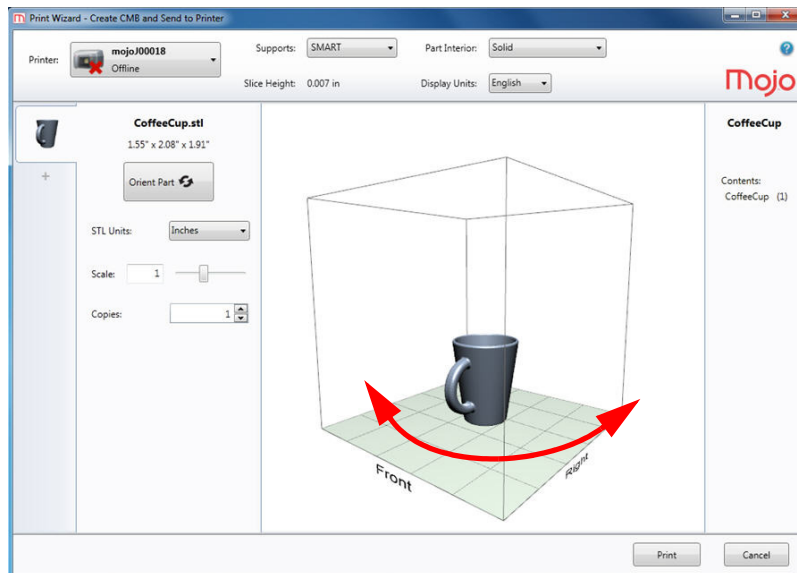 Print Wizard - Create CMB and Send to Printer
Printer:
mojoJ00018
Offline
Supports: SMART
Part Interior: Solid
Slice Height: 0.007 in
Display Units: English
?
mojo
CoffeeCup.stl
1.55" x 2.08" x 1.91"
Orient Part
STL Units: Inches
Scale: 1
Copies: 1
+
Front
Right
CoffeeCup
Contents:
CoffeeCup (1)
Print
Cancel